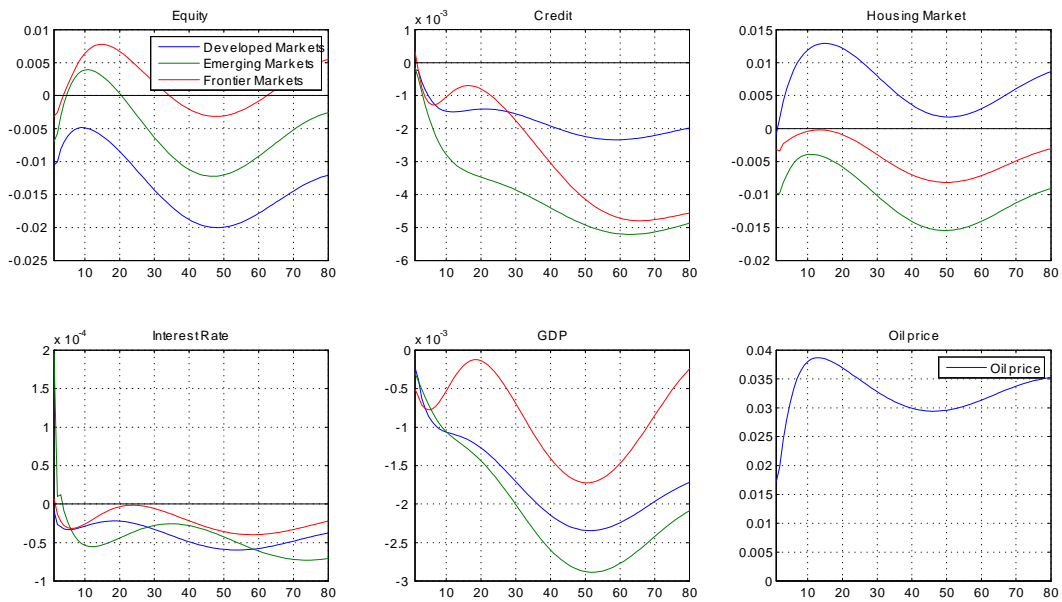 Equity
0.01
0.005
0
-0.005
-0.01
-0.015
-0.02
-0.025
10 20 30 40 50 60 70 80
Developed Markets
Emerging Markets
Frontier Markets
Credit
x 10^-3
1
0
-1
-2
-3
-4
-5
-6
10 20 30 40 50 60 70 80
Housing Market
0.015
0.01
0.005
0
-0.005
-0.01
-0.015
-0.02
10 20 30 40 50 60 70 80
Interest Rate
x 10^-4
2
1.5
1
0.5
0
-0.5
-1
10 20 30 40 50 60 70 80
GDP
x 10^-3
0
-0.5
-1
-1.5
-2
-2.5
-3
10 20 30 40 50 60 70 80
Oil price
0.04
0.035
0.03
0.025
0.02
0.015
0.01
0.005
0
10 20 30 40 50 60 70 80
Oil price